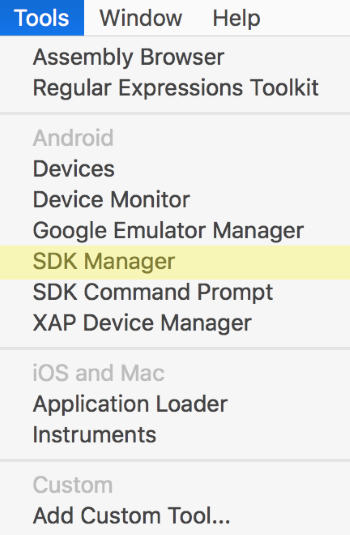 Tools Window Help
Assembly Browser
Regular Expressions Toolkit
Android
Devices
Device Monitor
Google Emulator Manager
SDK Manager
SDK Command Prompt
XAP Device Manager
iOS and Mac
Application Loader
Instruments
Custom
Add Custom Tool...